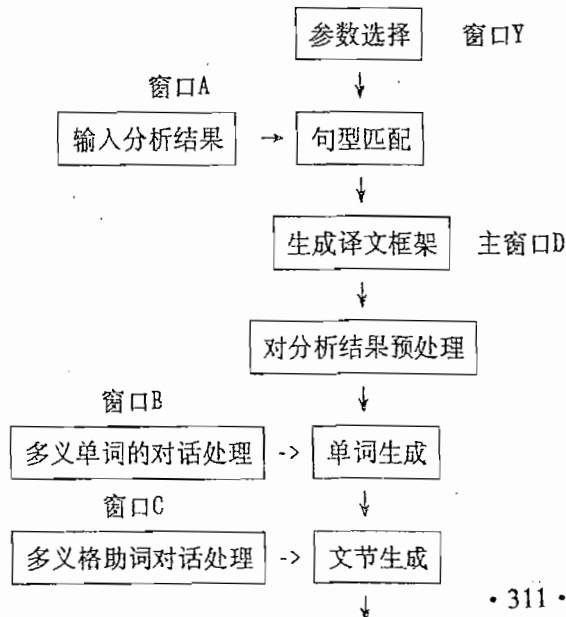 参数选择 窗口Y
↓
窗口A
输入分析结果 → 句型匹配
↓
生成译文框架 主窗口D
↓
对分析结果预处理
↓
窗口B
多义单词的对话处理 -> 单词生成
↓
窗口C
多义格助词对话处理 -> 文节生成
↓
·311·